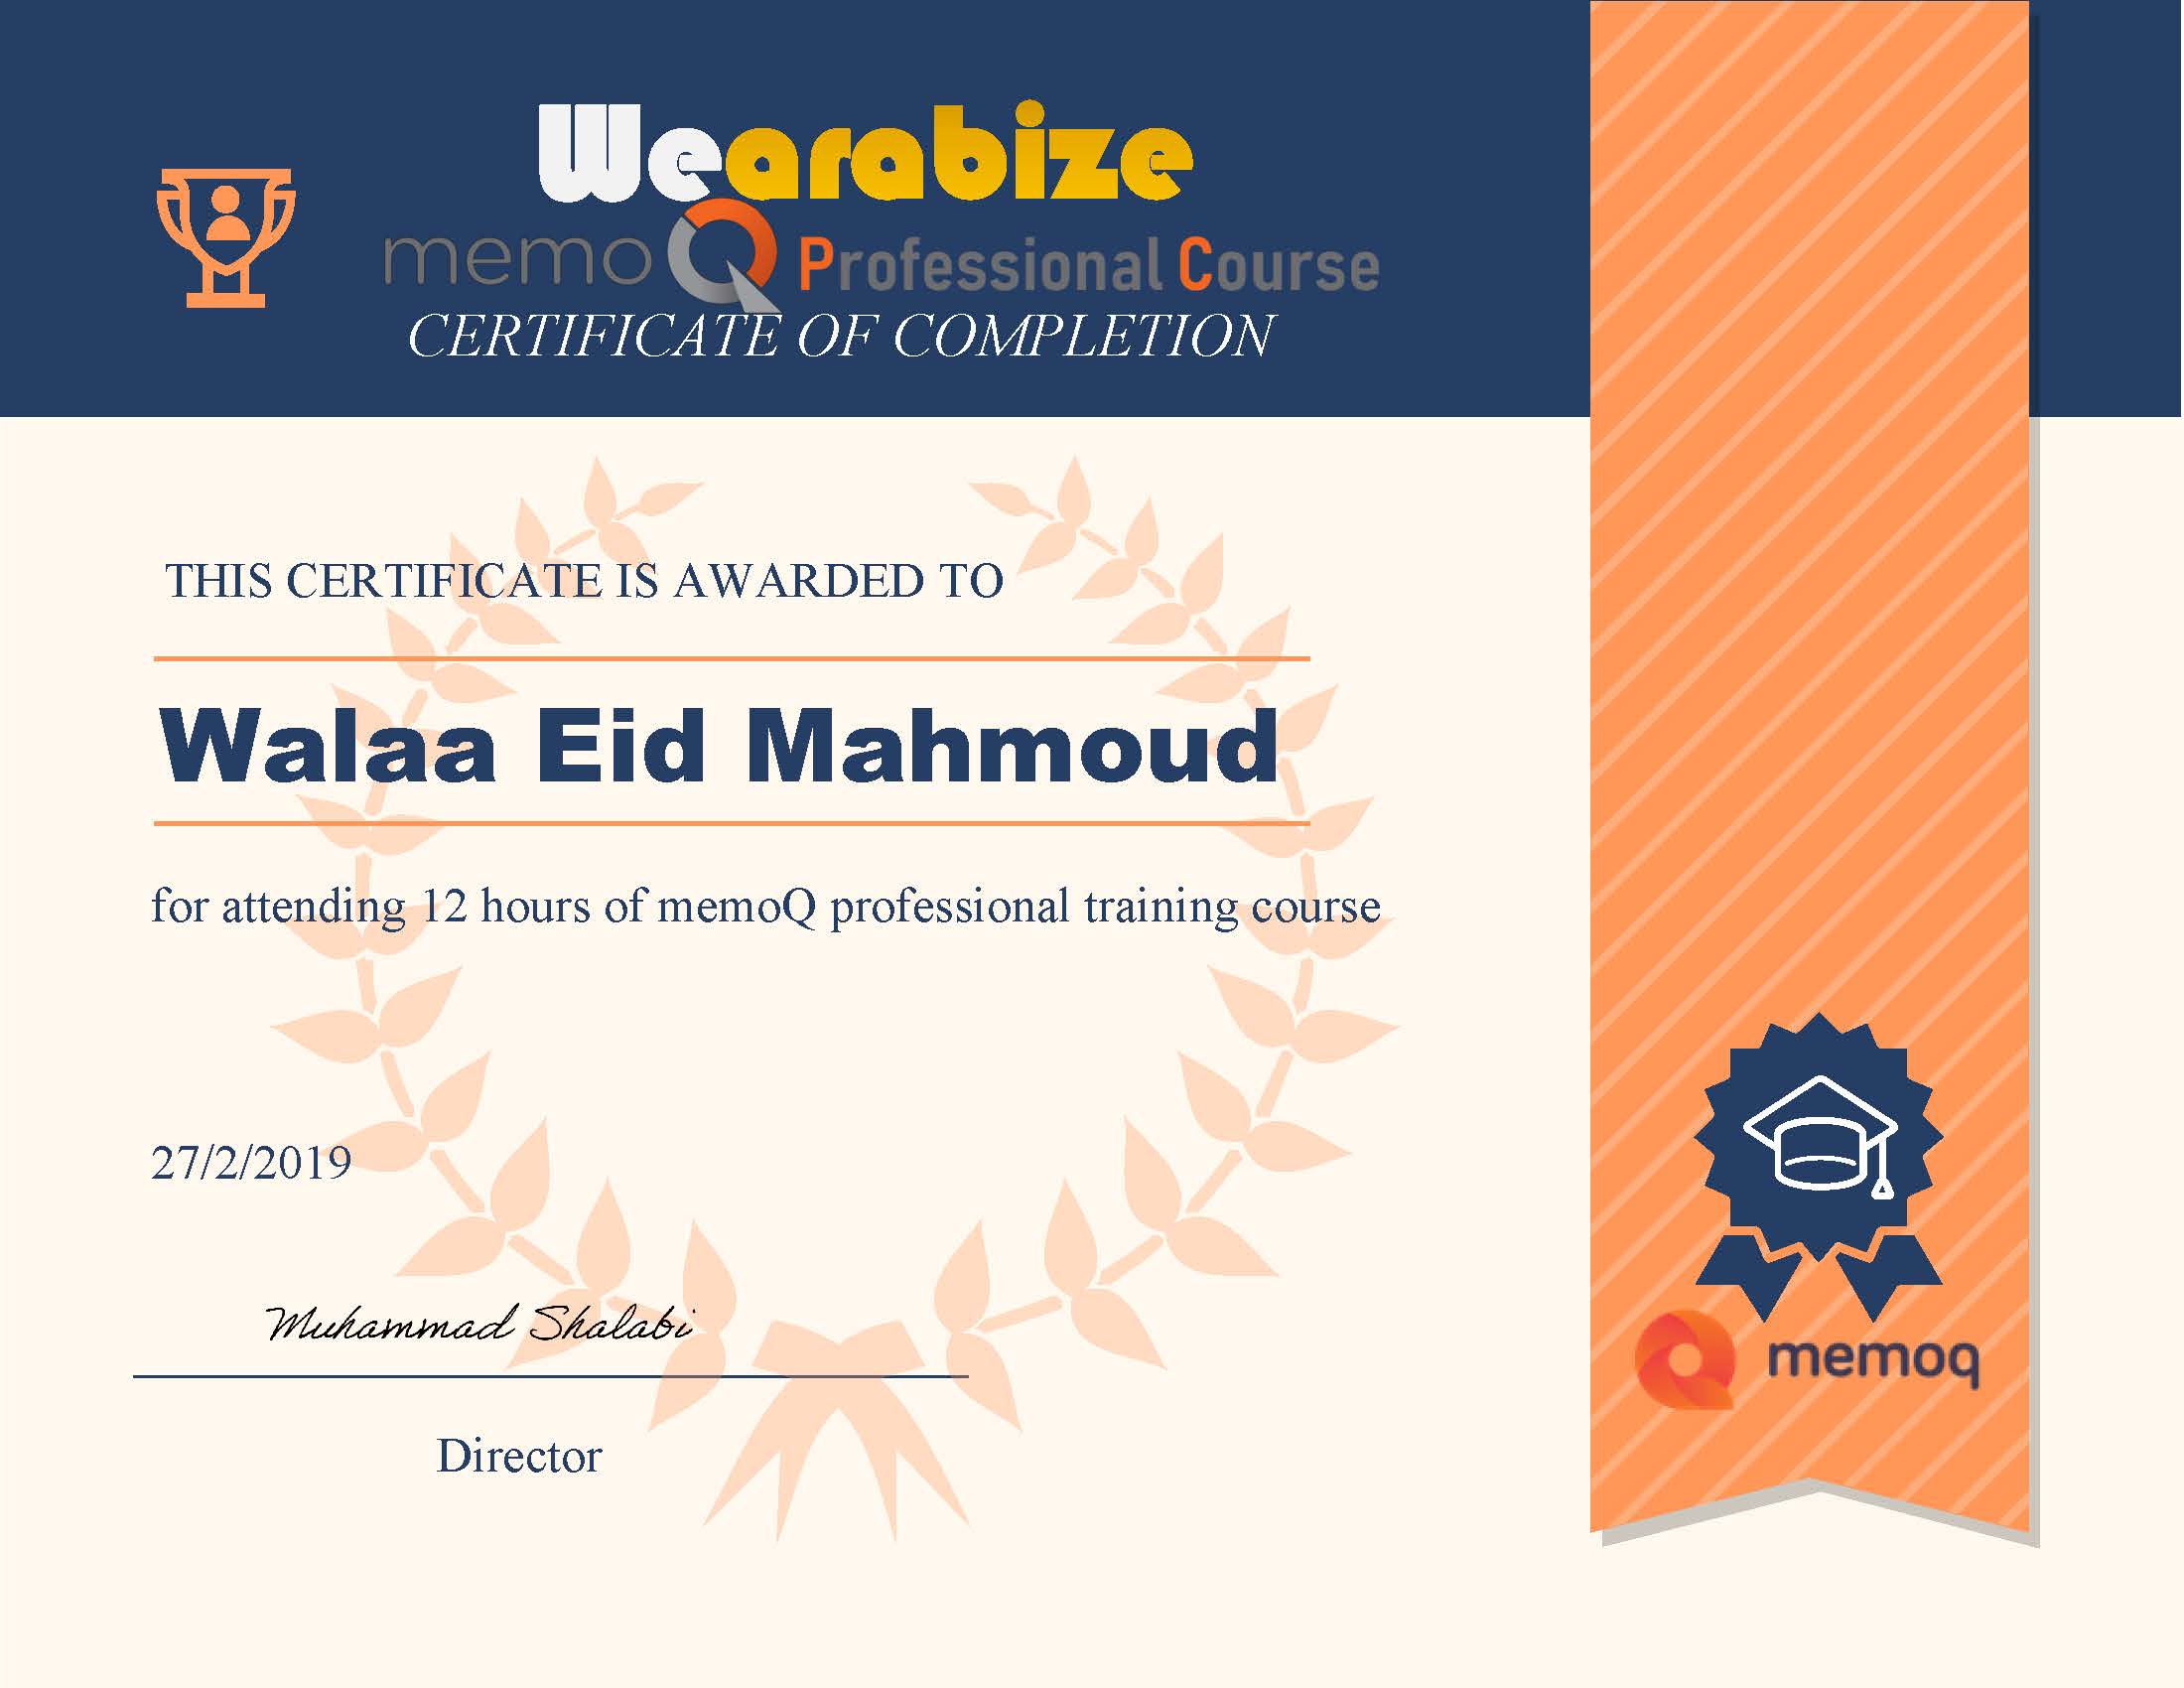 Wearabize
memoQ Professional Course
CERTIFICATE OF COMPLETION
THIS CERTIFICATE IS AWARDED TO
Walaa Eid Mahmoud
for attending 12 hours of memoQ professional training course
27/2/2019
Muhammad Shalabi
Director
memoq